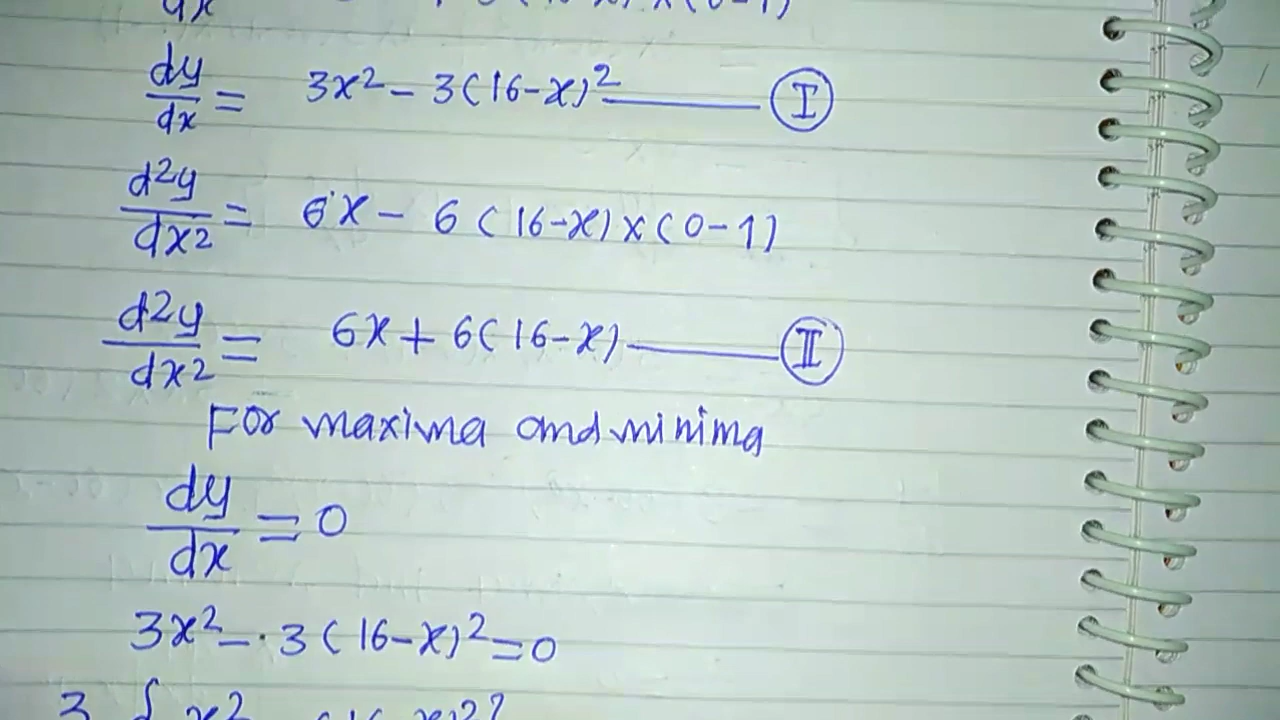 dy/dx = 3x² - 3(16-x)² ——— I
d²y/dx² = 6x - 6(16-x)×(0-1)
d²y/dx² = 6x + 6(16-x) ——— II
For maxima and minima
dy/dx = 0
3x² - 3(16-x)² = 0